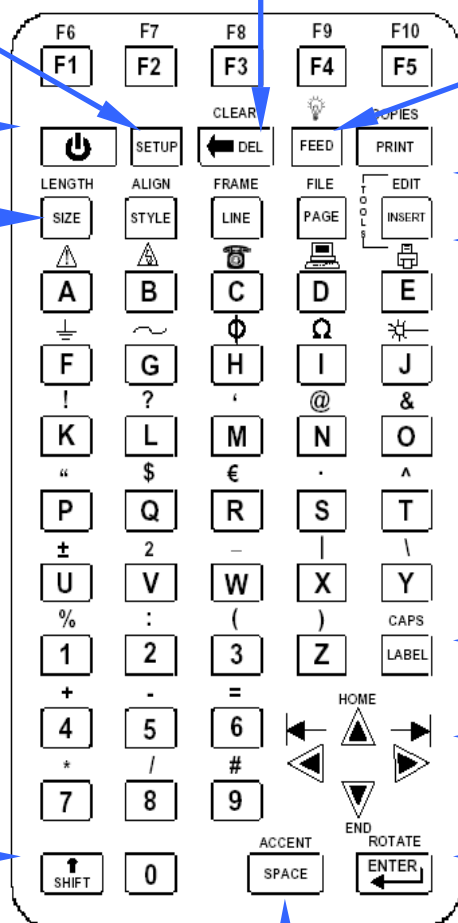 F6 F7 F8 F9 F10
F1 F2 F3 F4 F5
CLEAR COPIES
SETUP DEL FEED PRINT
LENGTH ALIGN FRAME FILE EDIT
SIZE STYLE LINE PAGE TOOLS INSERT
A B C D E
Φ Ω
F G H I J
! ? ‘ @ &
K L M N O
“ $ € · ^
P Q R S T
± 2 – | \
U V W X Y
% : ( ) CAPS
1 2 3 Z LABEL
+ - =
HOME
4 5 6
* / #
7 8 9
END
ACCENT ROTATE
SHIFT 0 SPACE ENTER